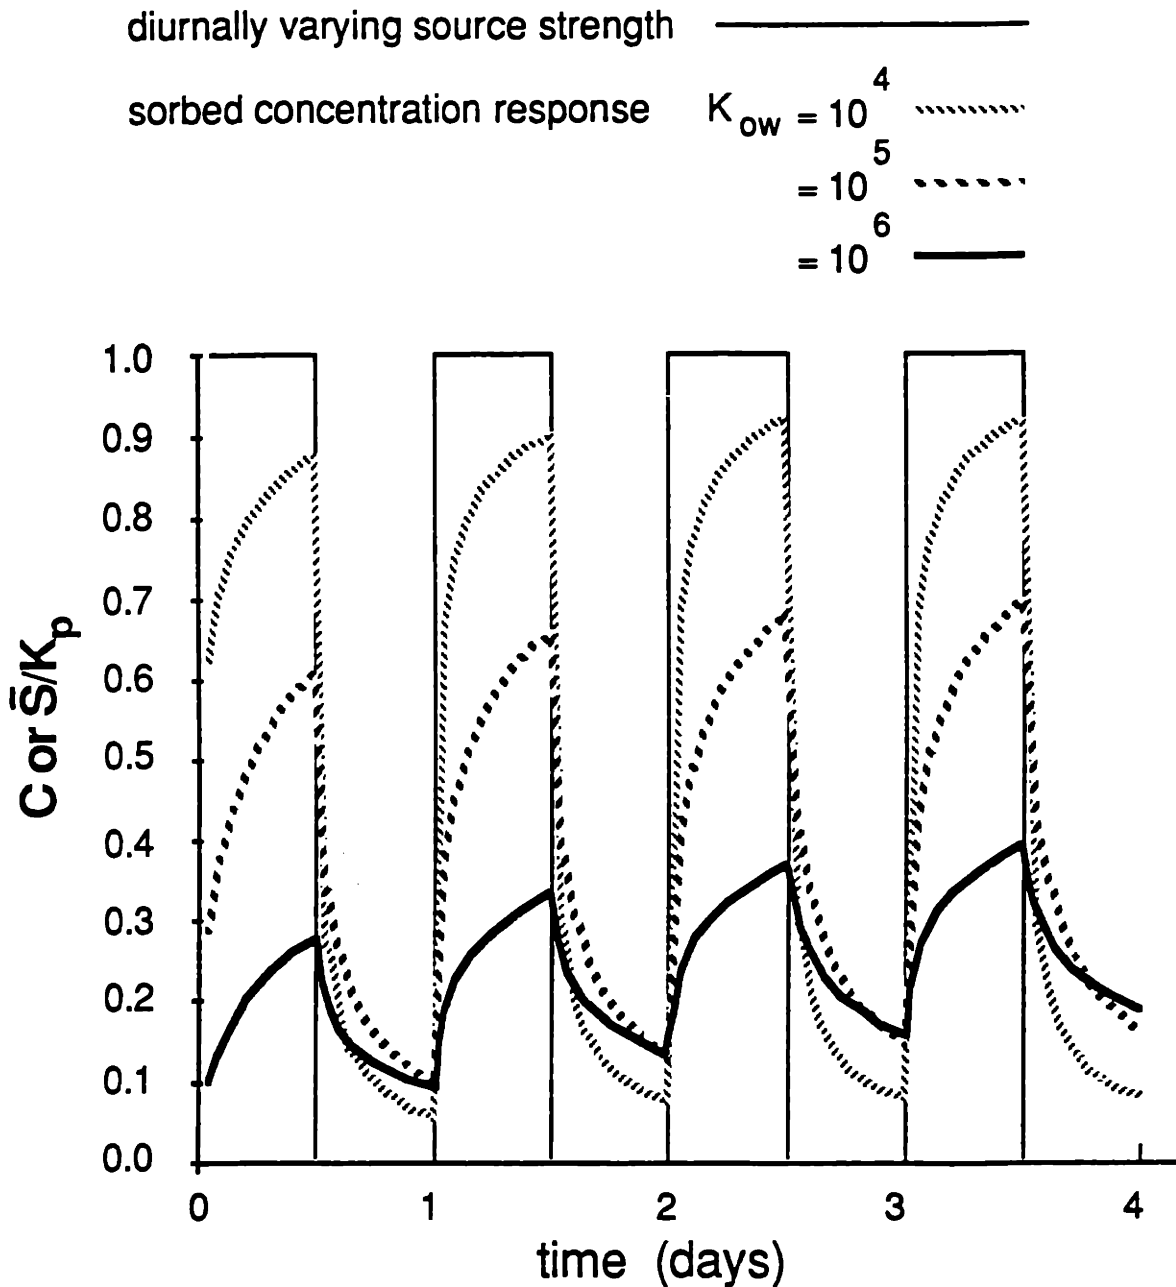 diurnally varying source strength
sorbed concentration response K_ow = 10^4
= 10^5
= 10^6
1.0
0.9
0.8
0.7
0.6
0.5
0.4
0.3
0.2
0.1
0.0
C or S̄/K_p
0 1 2 3 4
time (days)